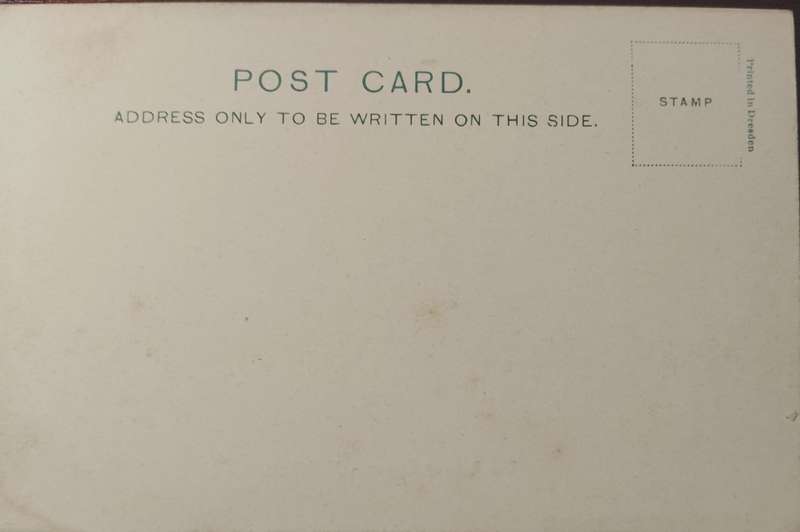 POST CARD.
ADDRESS ONLY TO BE WRITTEN ON THIS SIDE.
STAMP
Printed in Dresden